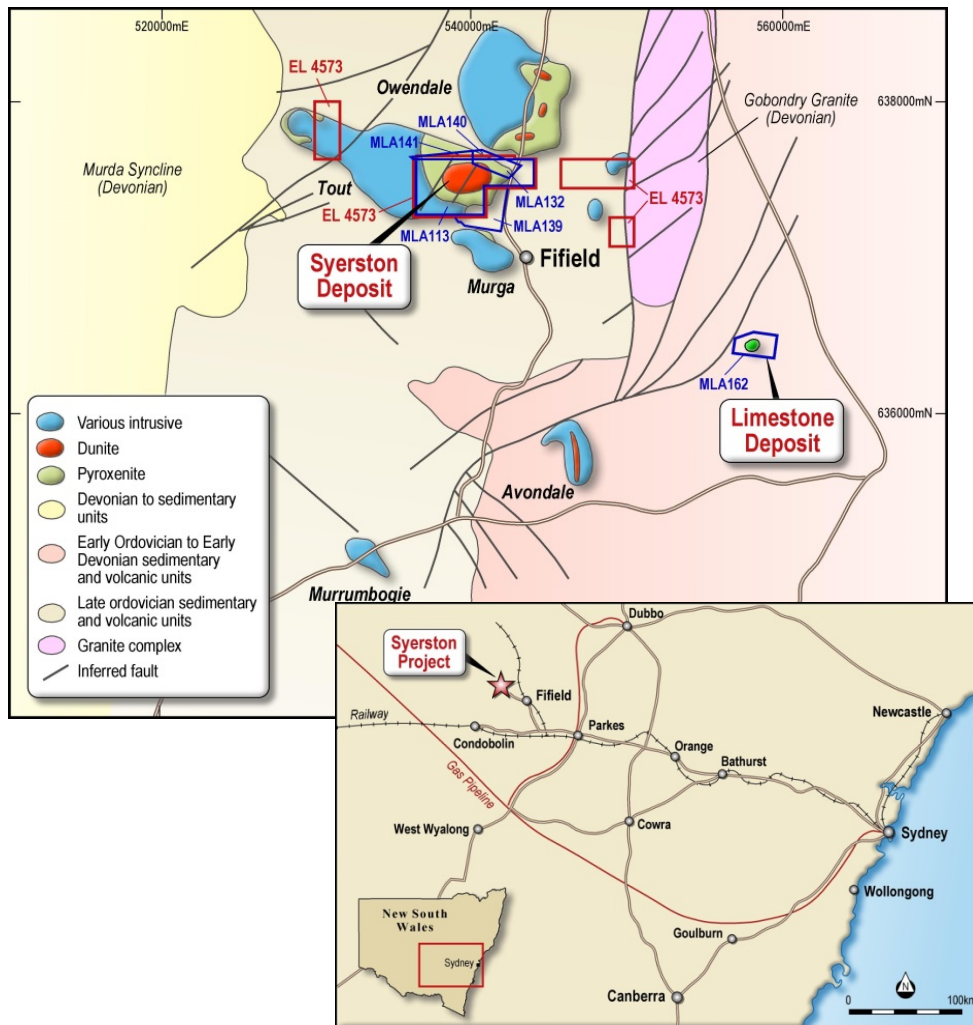 520000mE
540000mE
560000mE
EL 4573
Owendale
638000mN
MLA140
MLA141
Gobondry Granite
(Devonian)
Murda Syncline
(Devonian)
Tout
EL 4573
MLA132
EL 4573
MLA113
MLA139
Syerston
Deposit
Fifield
Murga
MLA162
Limestone
Deposit
636000mN
Avondale
Murrumbogie
Various intrusive
Dunite
Pyroxenite
Devonian to sedimentary
units
Early Ordovician to Early
Devonian sedimentary
and volcanic units
Late ordovician sedimentary
and volcanic units
Granite complex
Inferred fault
Dubbo
Syerston
Project
Fifield
Newcastle
Railway
Condobolin
Parkes
Orange
Bathurst
Gas Pipeline
West Wyalong
Cowra
Sydney
Wollongong
New South
Wales
Sydney
Goulburn
Canberra
N
0
100km